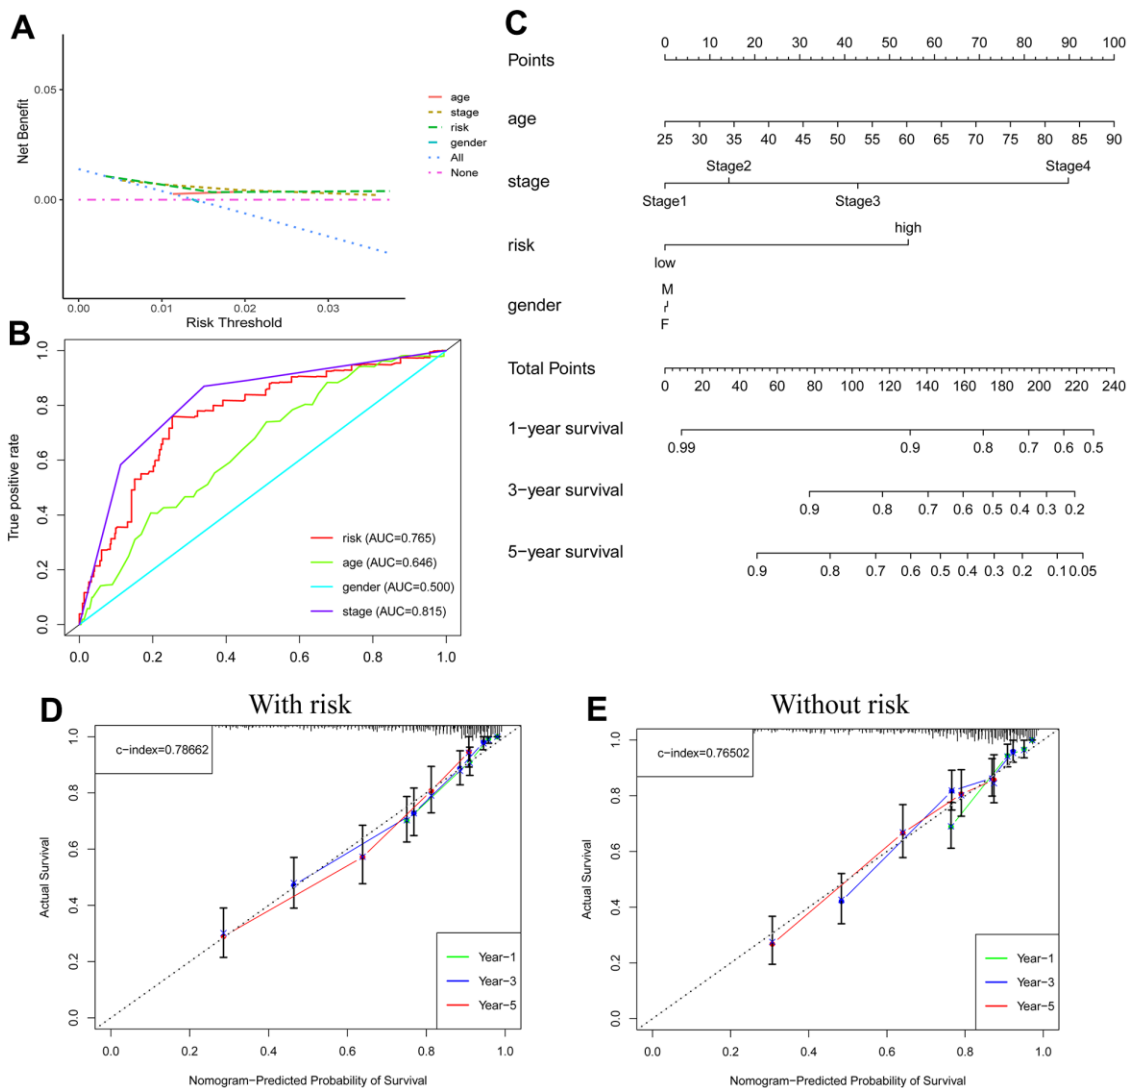 A
Net Benefit
0.05
0.00
0.00 0.01 0.02 0.03
Risk Threshold
age
stage
risk
gender
All
None
B
True positive rate
1.0
0.8
0.6
0.4
0.2
0.0
0.0 0.2 0.4 0.6 0.8 1.0
risk (AUC=0.765)
age (AUC=0.646)
gender (AUC=0.500)
stage (AUC=0.815)
C
Points
0 10 20 30 40 50 60 70 80 90 100
age
25 30 35 40 45 50 55 60 65 70 75 80 85 90
stage
Stage2 Stage4
Stage1 Stage3
risk
high
low
gender
M
F
Total Points
0 20 40 60 80 100 120 140 160 180 200 220 240
1−year survival
0.99 0.9 0.8 0.7 0.6 0.5
3−year survival
0.9 0.8 0.7 0.6 0.5 0.4 0.3 0.2
5−year survival
0.9 0.8 0.7 0.6 0.5 0.4 0.3 0.2 0.1 0.05
D
With risk
c−index=0.78662
Actual Survival
1.0
0.8
0.6
0.4
0.2
0.0
0.0 0.2 0.4 0.6 0.8 1.0
Nomogram−Predicted Probability of Survival
Year−1
Year−3
Year−5
E
Without risk
c−index=0.76502
Actual Survival
1.0
0.8
0.6
0.4
0.2
0.0
0.0 0.2 0.4 0.6 0.8 1.0
Nomogram−Predicted Probability of Survival
Year−1
Year−3
Year−5